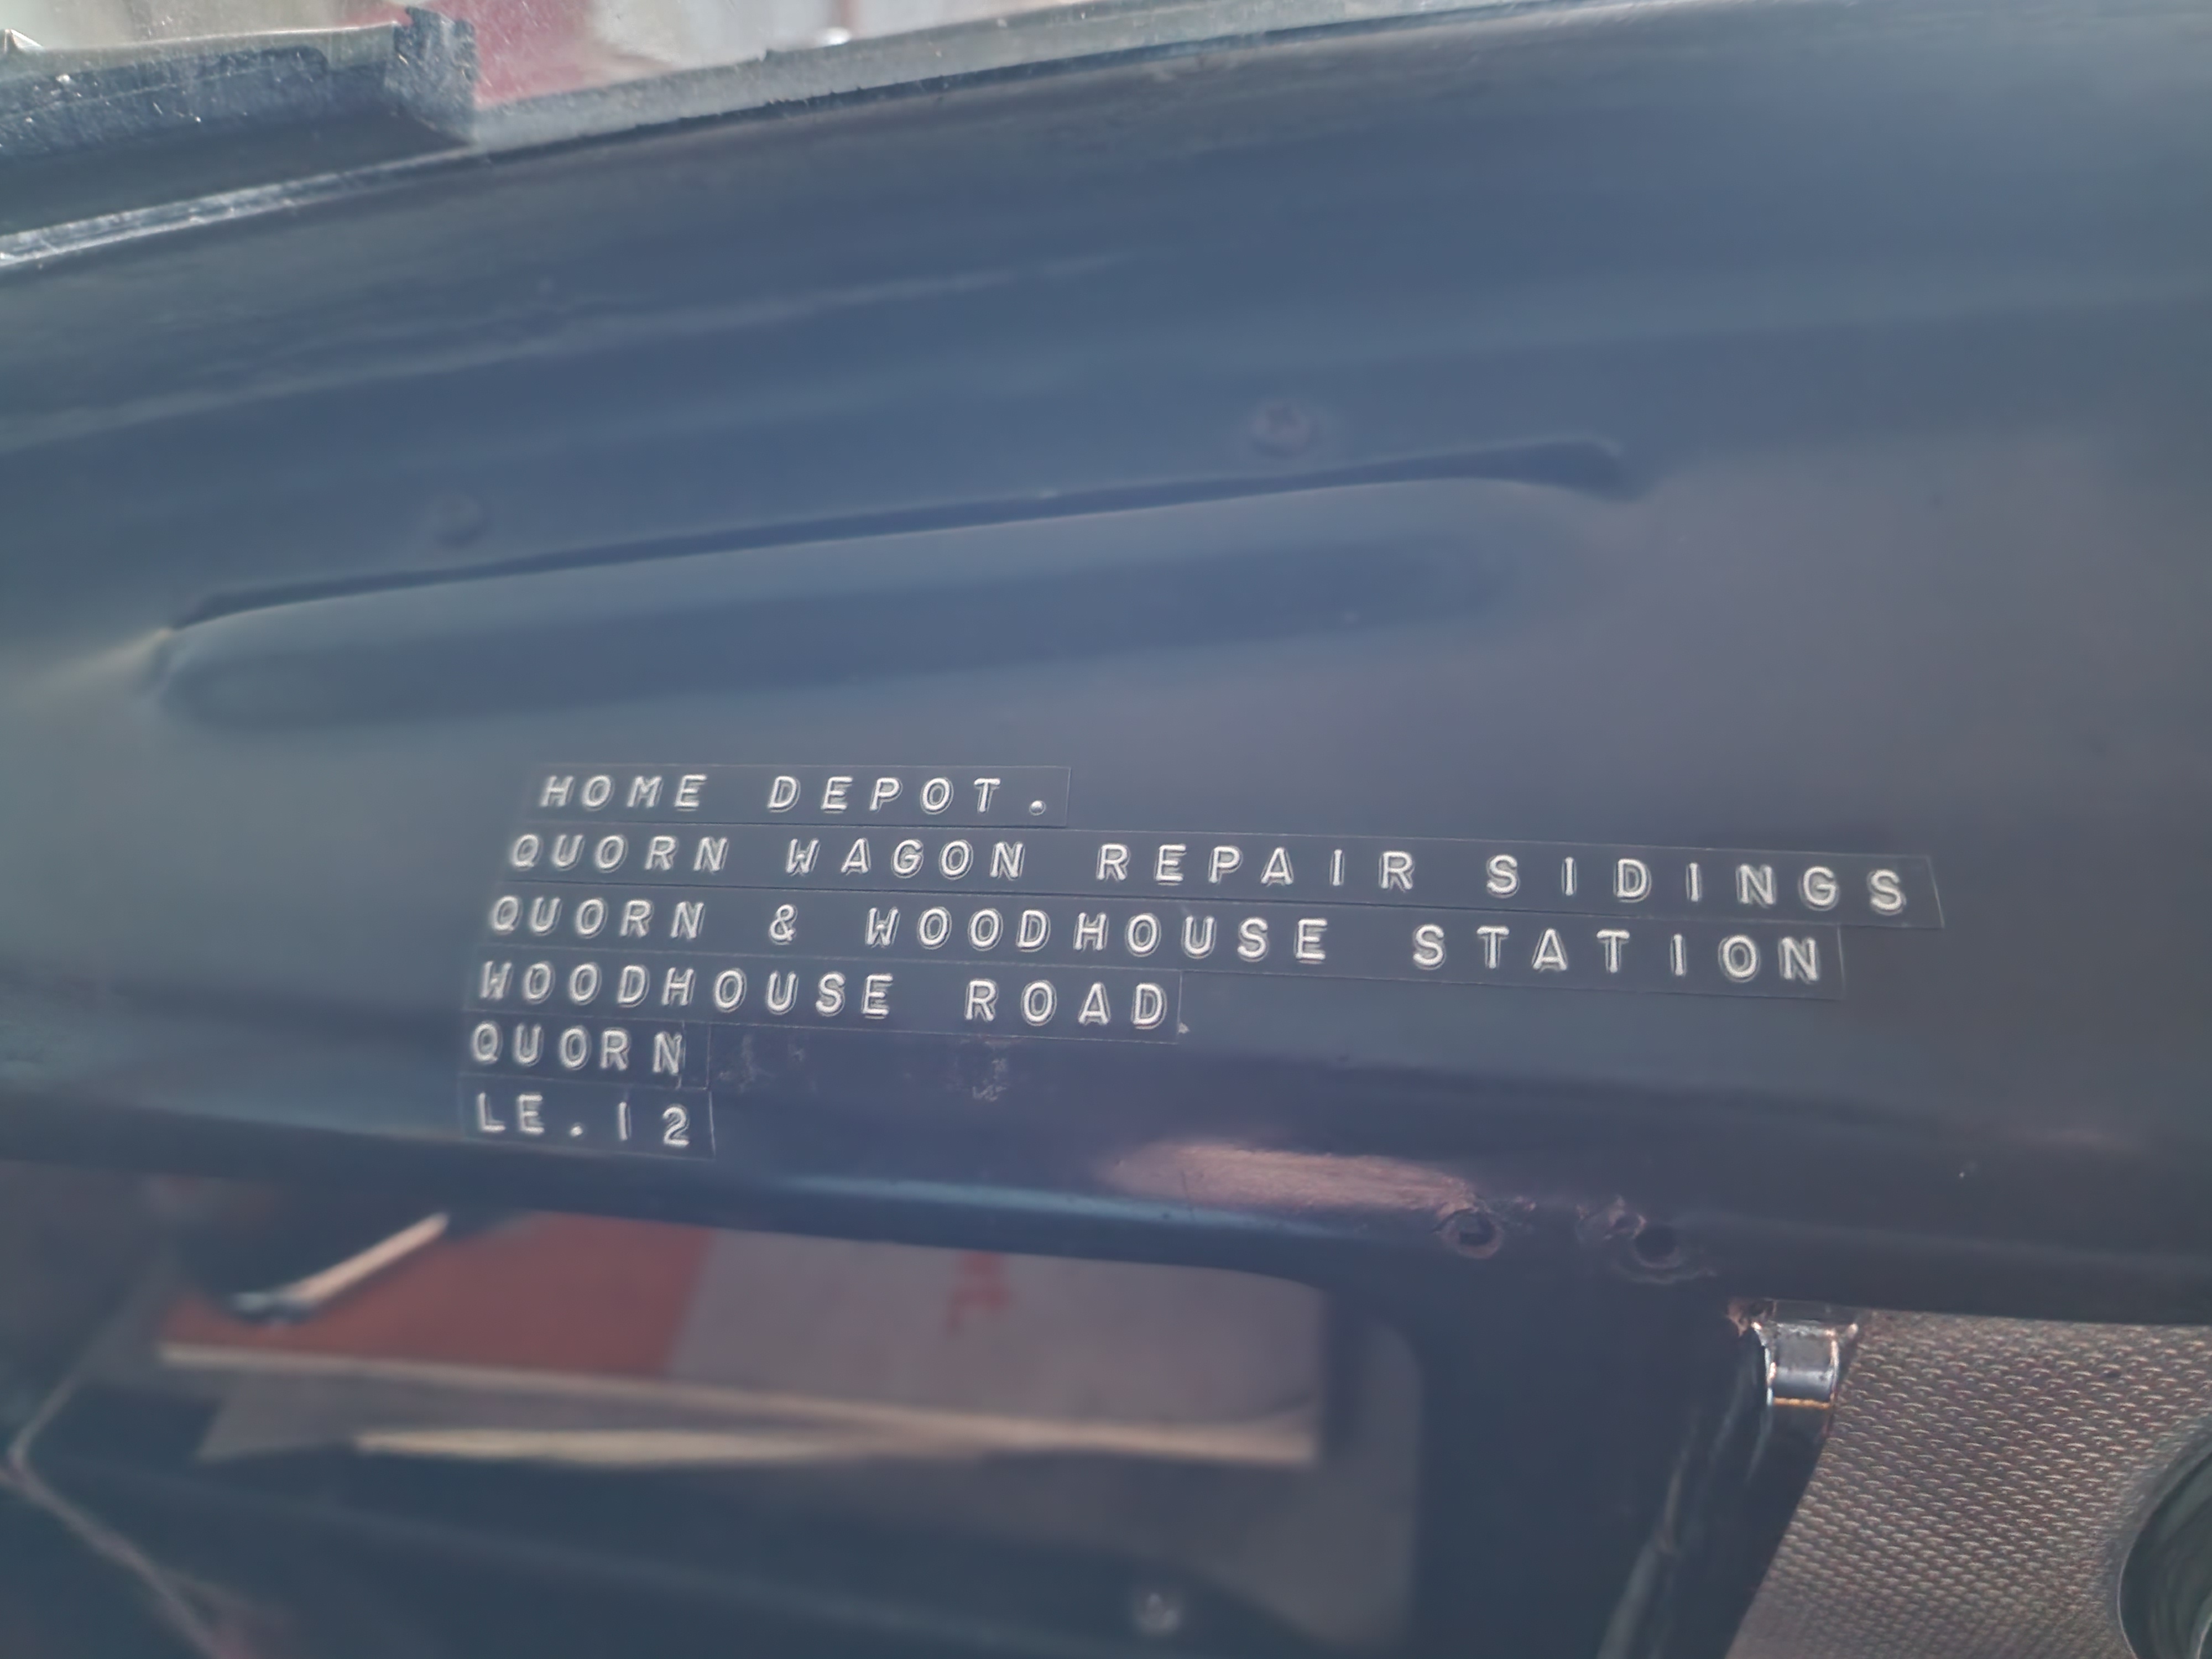 HOME DEPOT.
QUORN WAGON REPAIR SIDINGS
QUORN & WOODHOUSE STATION
WOODHOUSE ROAD.
QUORN
LE.12